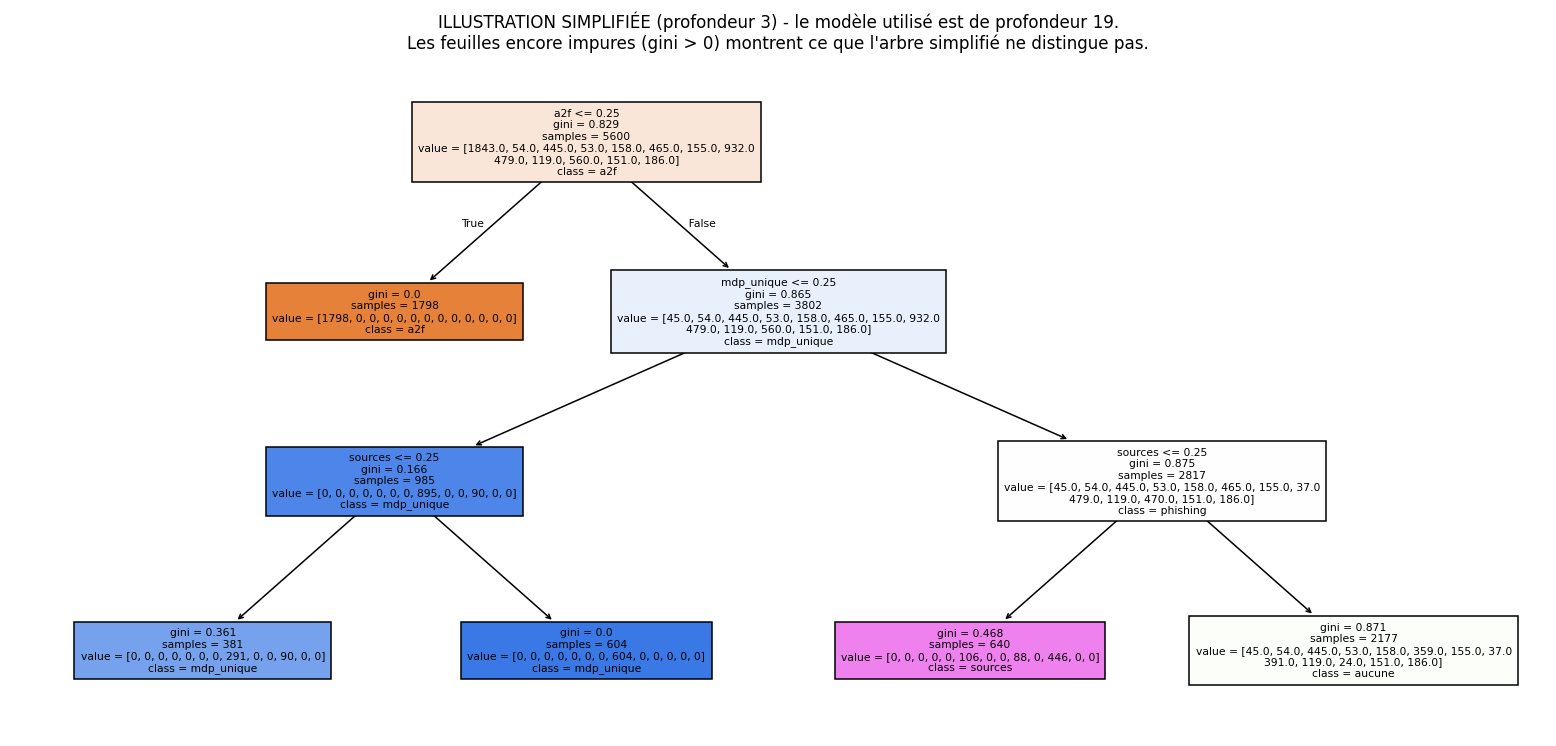 ILLUSTRATION SIMPLIFIÉE (profondeur 3) - le modèle utilisé est de profondeur 19.
Les feuilles encore impures (gini > 0) montrent ce que l'arbre simplifié ne distingue pas.
a2f <= 0.25
gini = 0.829
samples = 5600
value = [1843.0, 54.0, 445.0, 53.0, 158.0, 465.0, 155.0, 932.0
479.0, 119.0, 560.0, 151.0, 186.0]
class = a2f
True
False
gini = 0.0
samples = 1798
value = [1798, 0, 0, 0, 0, 0, 0, 0, 0, 0, 0, 0, 0]
class = a2f
mdp_unique <= 0.25
gini = 0.865
samples = 3802
value = [45.0, 54.0, 445.0, 53.0, 158.0, 465.0, 155.0, 932.0
479.0, 119.0, 560.0, 151.0, 186.0]
class = mdp_unique
sources <= 0.25
gini = 0.166
samples = 985
value = [0, 0, 0, 0, 0, 0, 0, 895, 0, 0, 90, 0, 0]
class = mdp_unique
sources <= 0.25
gini = 0.875
samples = 2817
value = [45.0, 54.0, 445.0, 53.0, 158.0, 465.0, 155.0, 37.0
479.0, 119.0, 470.0, 151.0, 186.0]
class = phishing
gini = 0.361
samples = 381
value = [0, 0, 0, 0, 0, 0, 0, 291, 0, 0, 90, 0, 0]
class = mdp_unique
gini = 0.0
samples = 604
value = [0, 0, 0, 0, 0, 0, 0, 604, 0, 0, 0, 0, 0]
class = mdp_unique
gini = 0.468
samples = 640
value = [0, 0, 0, 0, 0, 106, 0, 0, 88, 0, 446, 0, 0]
class = sources
gini = 0.871
samples = 2177
value = [45.0, 54.0, 445.0, 53.0, 158.0, 359.0, 155.0, 37.0
391.0, 119.0, 24.0, 151.0, 186.0]
class = aucune